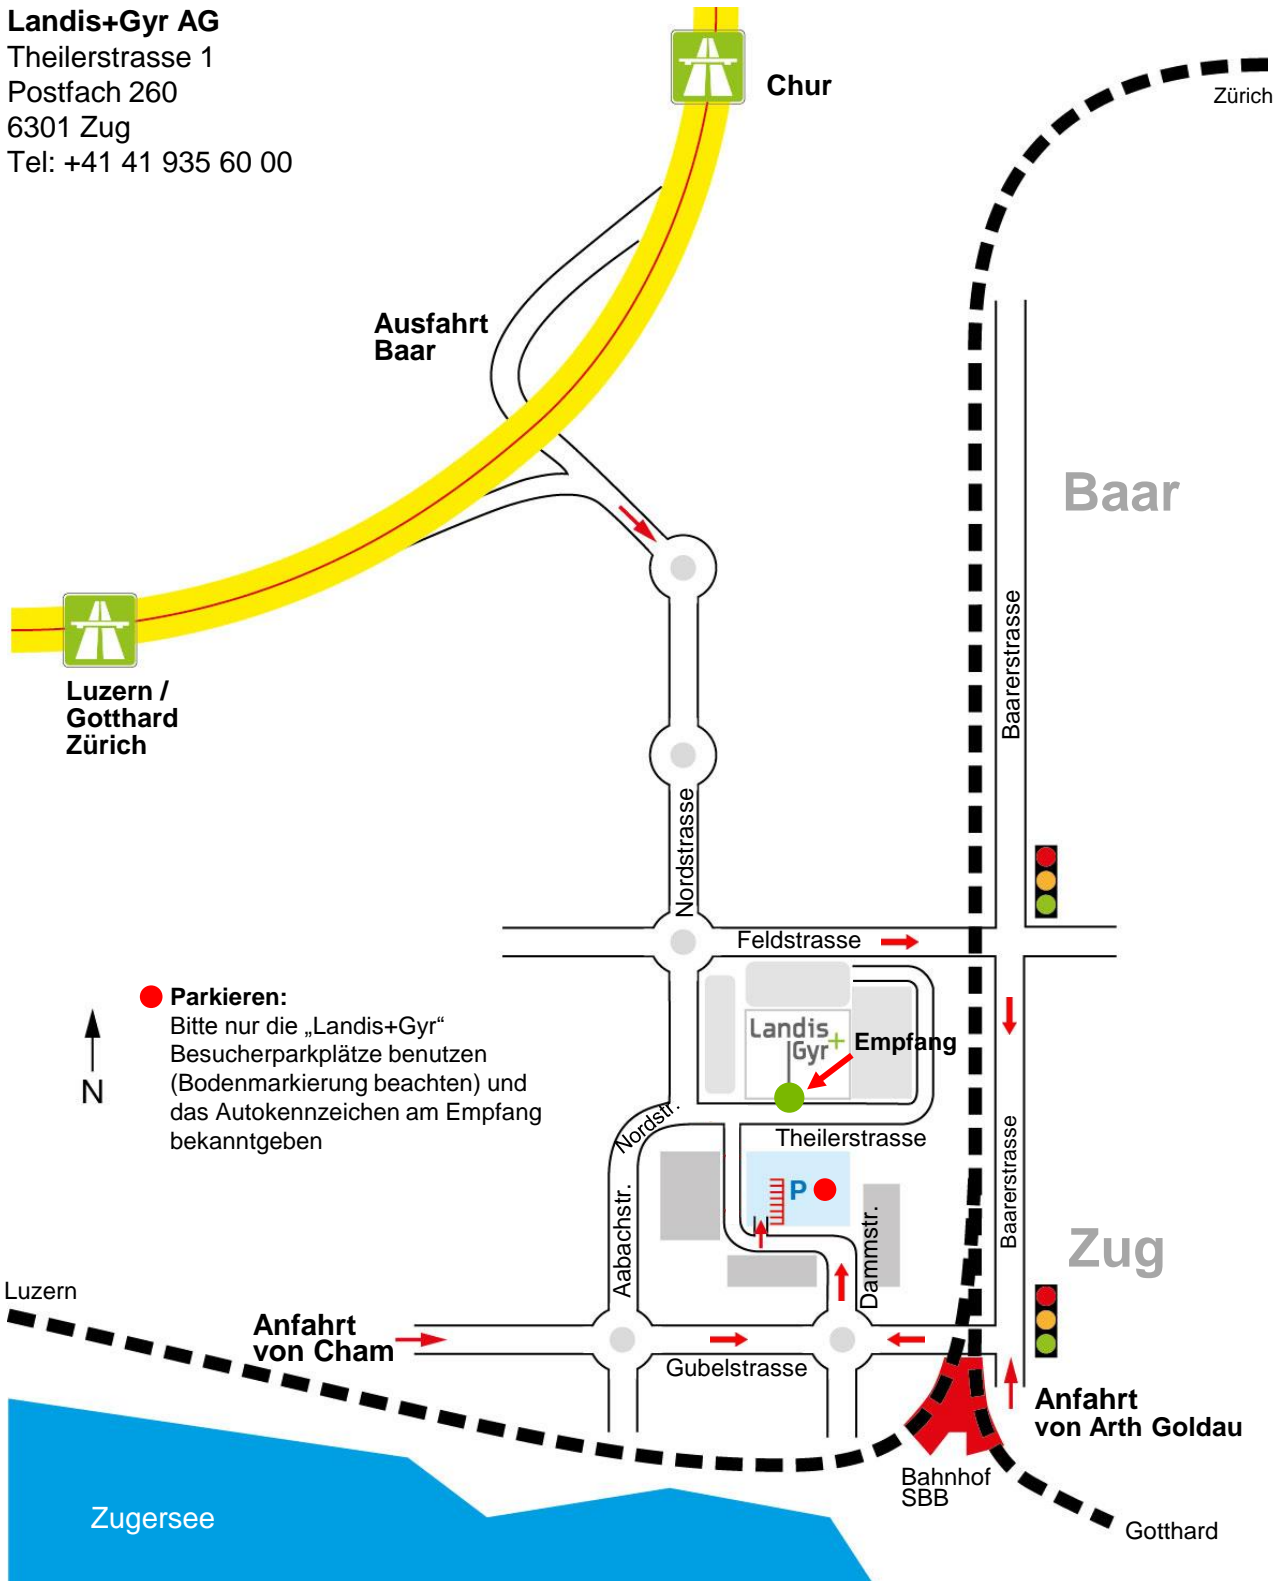 Landis+Gyr AG
Theilerstrasse 1
Postfach 260
6301 Zug
Tel: +41 41 935 60 00
Chur
Zürich
Ausfahrt
Baar
Baar
Baarerstrasse
Luzern /
Gotthard
Zürich
Nordstrasse
Feldstrasse
Parkieren:
Bitte nur die „Landis+Gyr“
Besucherparkplätze benutzen
(Bodenmarkierung beachten) und
das Autokennzeichen am Empfang
bekanntgeben
N
Landis+
Gyr
Empfang
Nordstr.
Theilerstrasse
Baarerstrasse
P
Aabachstr.
Dammstr.
Zug
Luzern
Anfahrt
von Cham
Gubelstrasse
Anfahrt
von Arth Goldau
Bahnhof
SBB
Zugersee
Gotthard